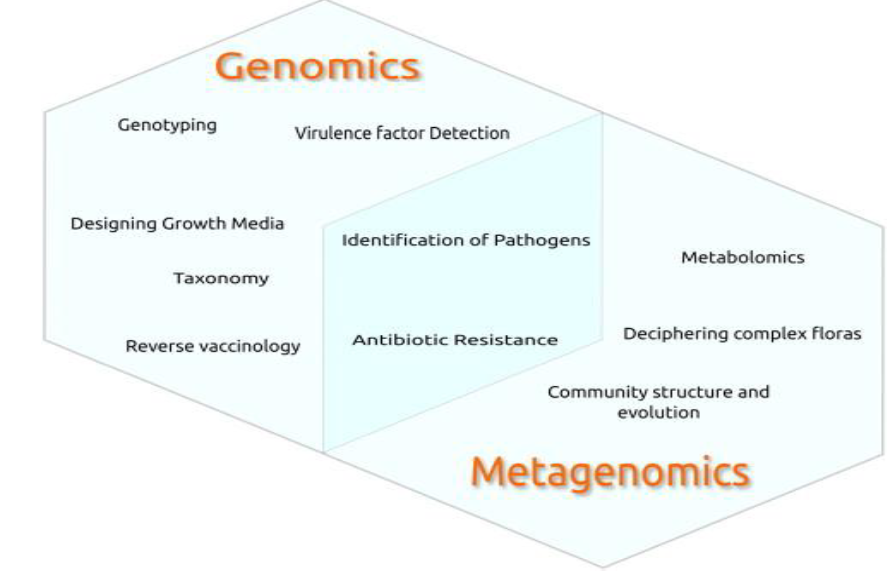 Genomics
Genotyping
Virulence factor Detection
Designing Growth Media
Identification of Pathogens
Metabolomics
Taxonomy
Deciphering complex floras
Antibiotic Resistance
Reverse vaccinology
Community structure and
evolution
Metagenomics